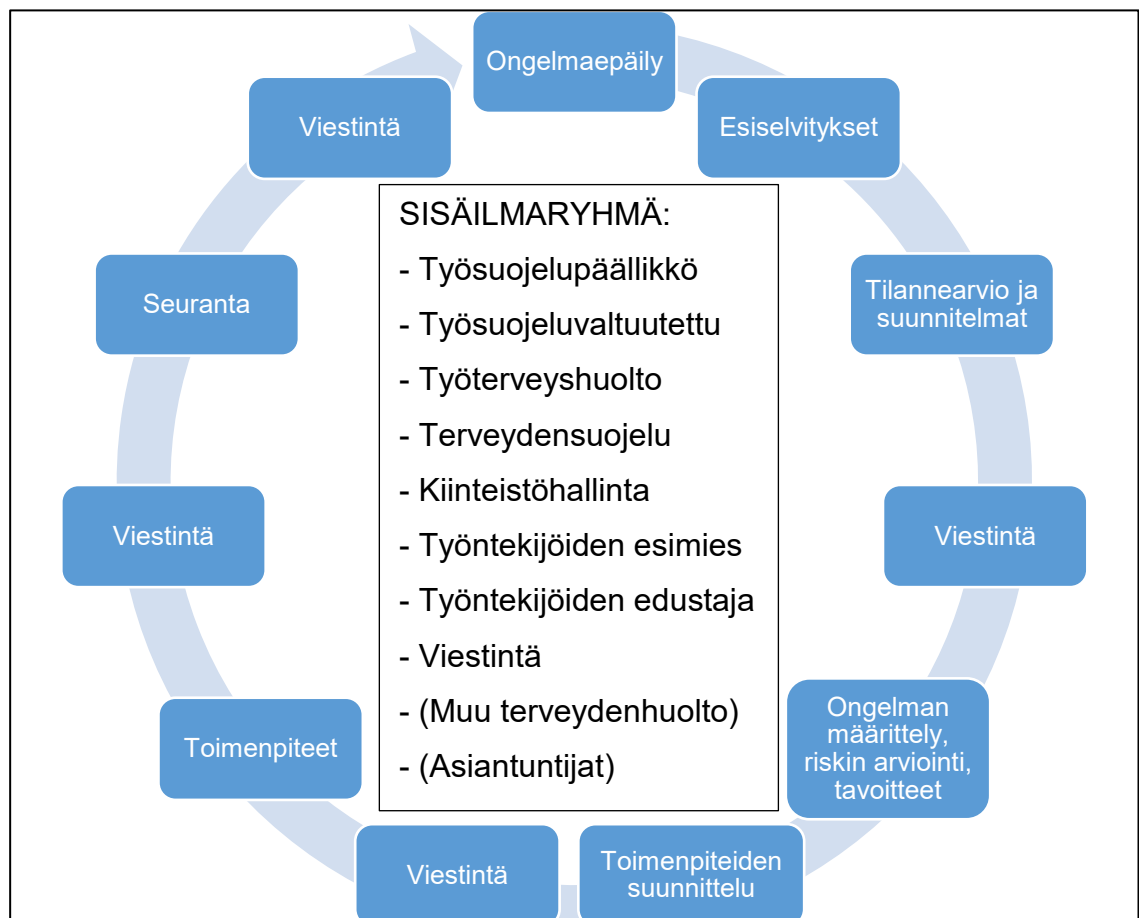 Ongelmaepäily
Esiselvitykset
Tilannearvio ja
suunnitelmat
Viestintä
Ongelman
määrittely,
riskin arviointi,
tavoitteet
Toimenpiteiden
suunnittelu
Viestintä
Toimenpiteet
Viestintä
Seuranta
Viestintä
SISÄILMARYHMÄ:
- Työsuojelupäällikkö
- Työsuojeluvaltuutettu
- Työterveyshuolto
- Terveydensuojelu
- Kiinteistöhallinta
- Työntekijöiden esimies
- Työntekijöiden edustaja
- Viestintä
- (Muu terveydenhuolto)
- (Asiantuntijat)